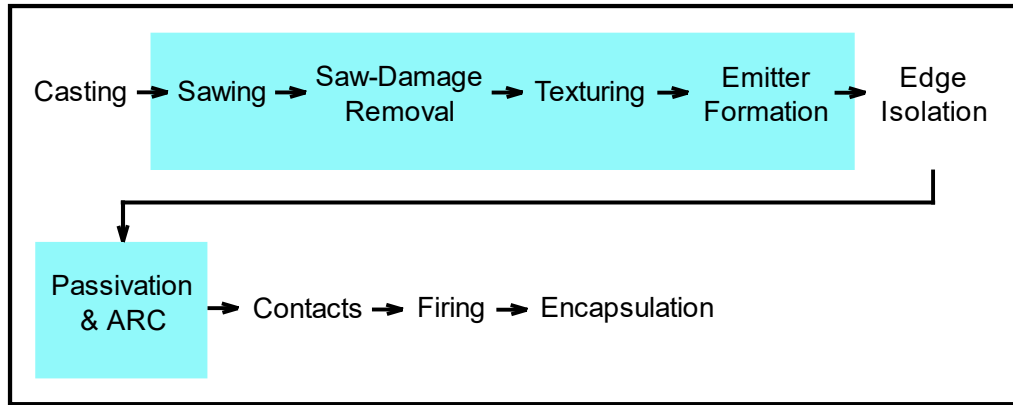 Casting
Sawing
Saw-Damage
Removal
Texturing
Emitter
Formation
Edge
Isolation
Passivation
& ARC
Contacts
Firing
Encapsulation